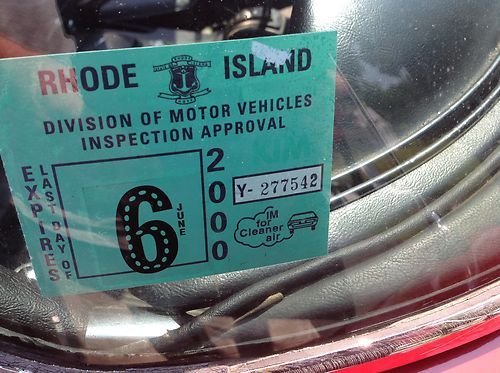 RHODE ISLAND
DIVISION OF MOTOR VEHICLES
INSPECTION APPROVAL
EXPIRES
LAST DAY OF
6
JUNE
2000
Y- 277542
IM
for
Cleaner
air